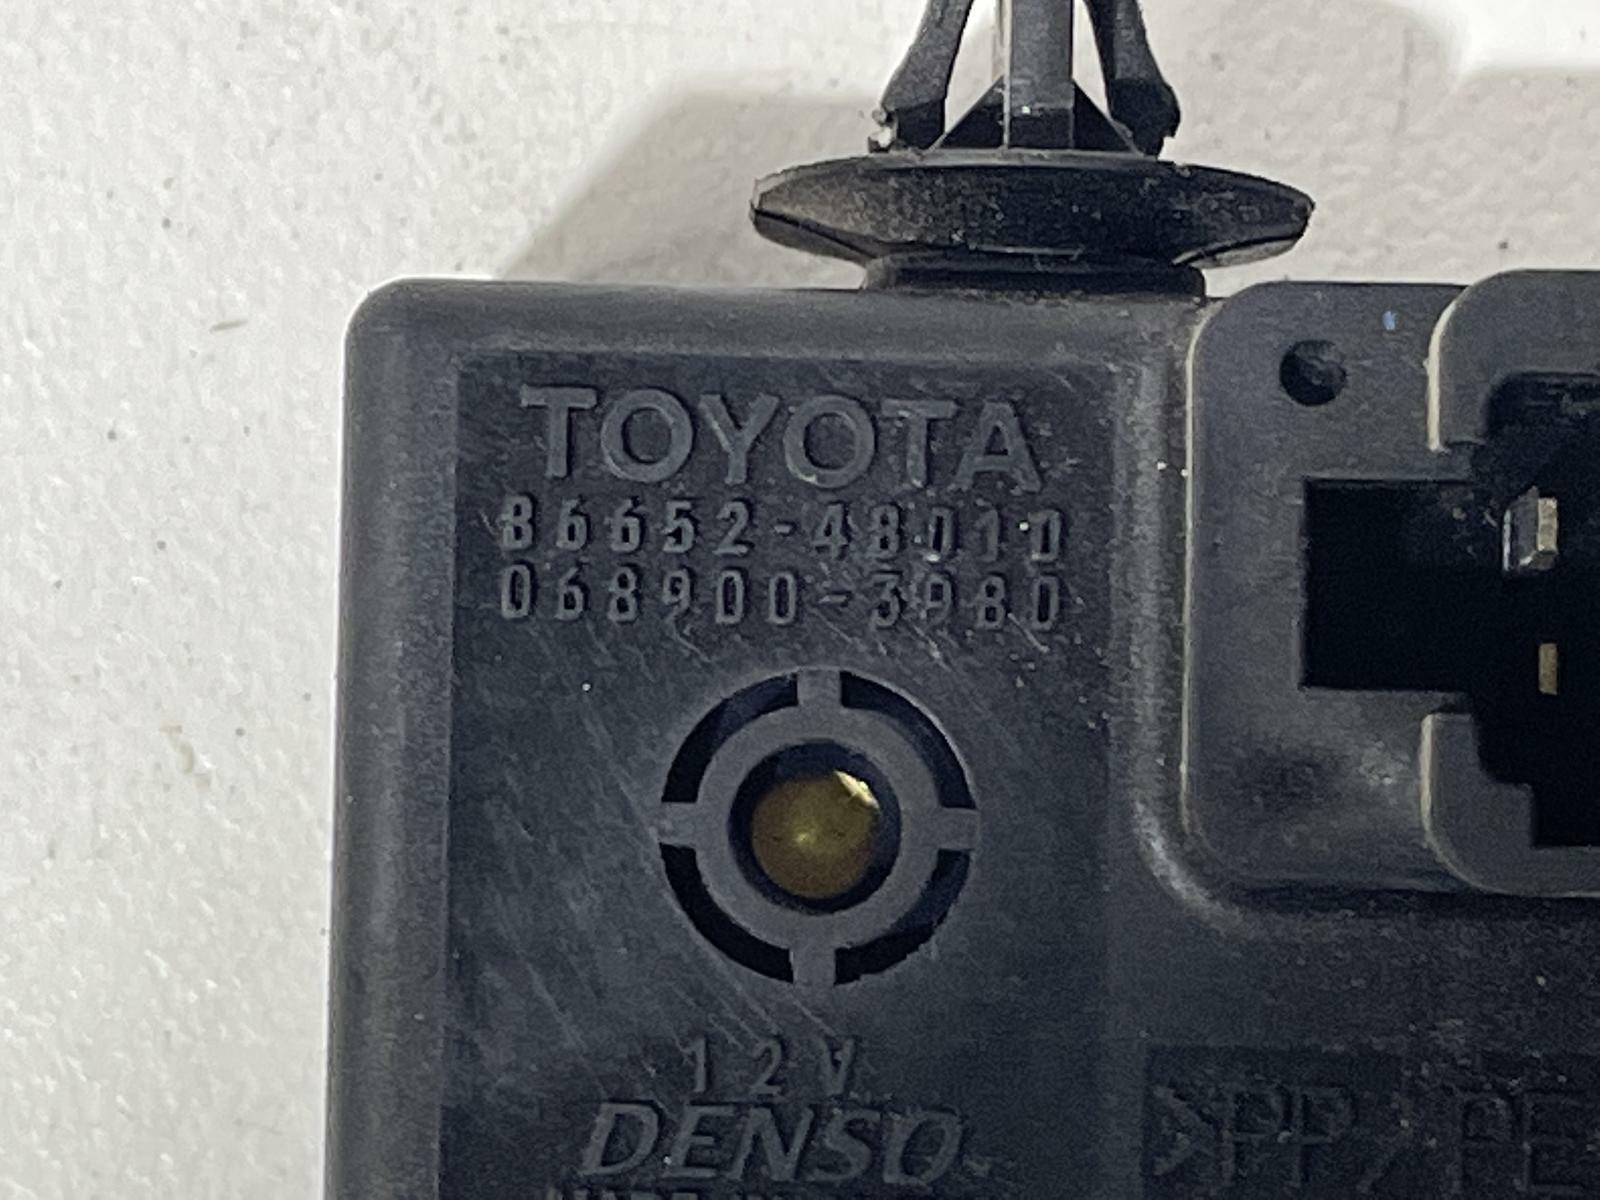 TOYOTA
86652-48010
068900-3980
12V
DENSO
>PP/PE